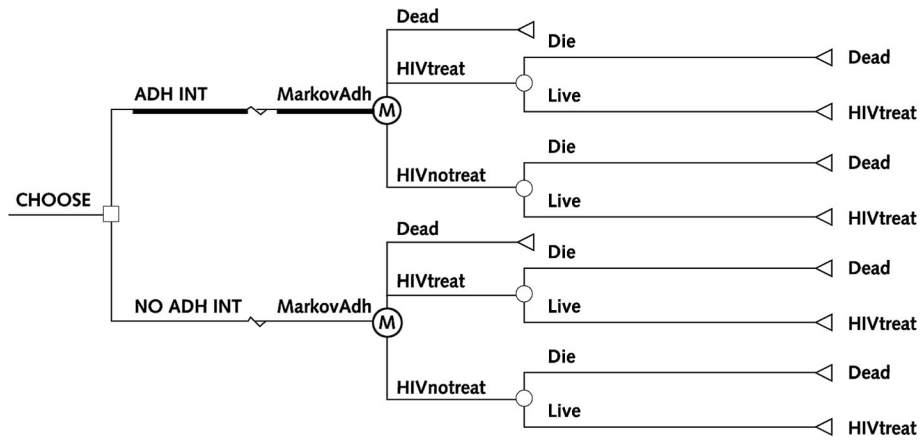 Dead
Die
Dead
HIVtreat
ADH INT
MarkovAdh
M
Live
HIVtreat
Die
Dead
HIVnotreat
Live
HIVtreat
CHOOSE
Dead
Die
Dead
HIVtreat
NO ADH INT
MarkovAdh
M
Live
HIVtreat
Die
Dead
HIVnotreat
Live
HIVtreat